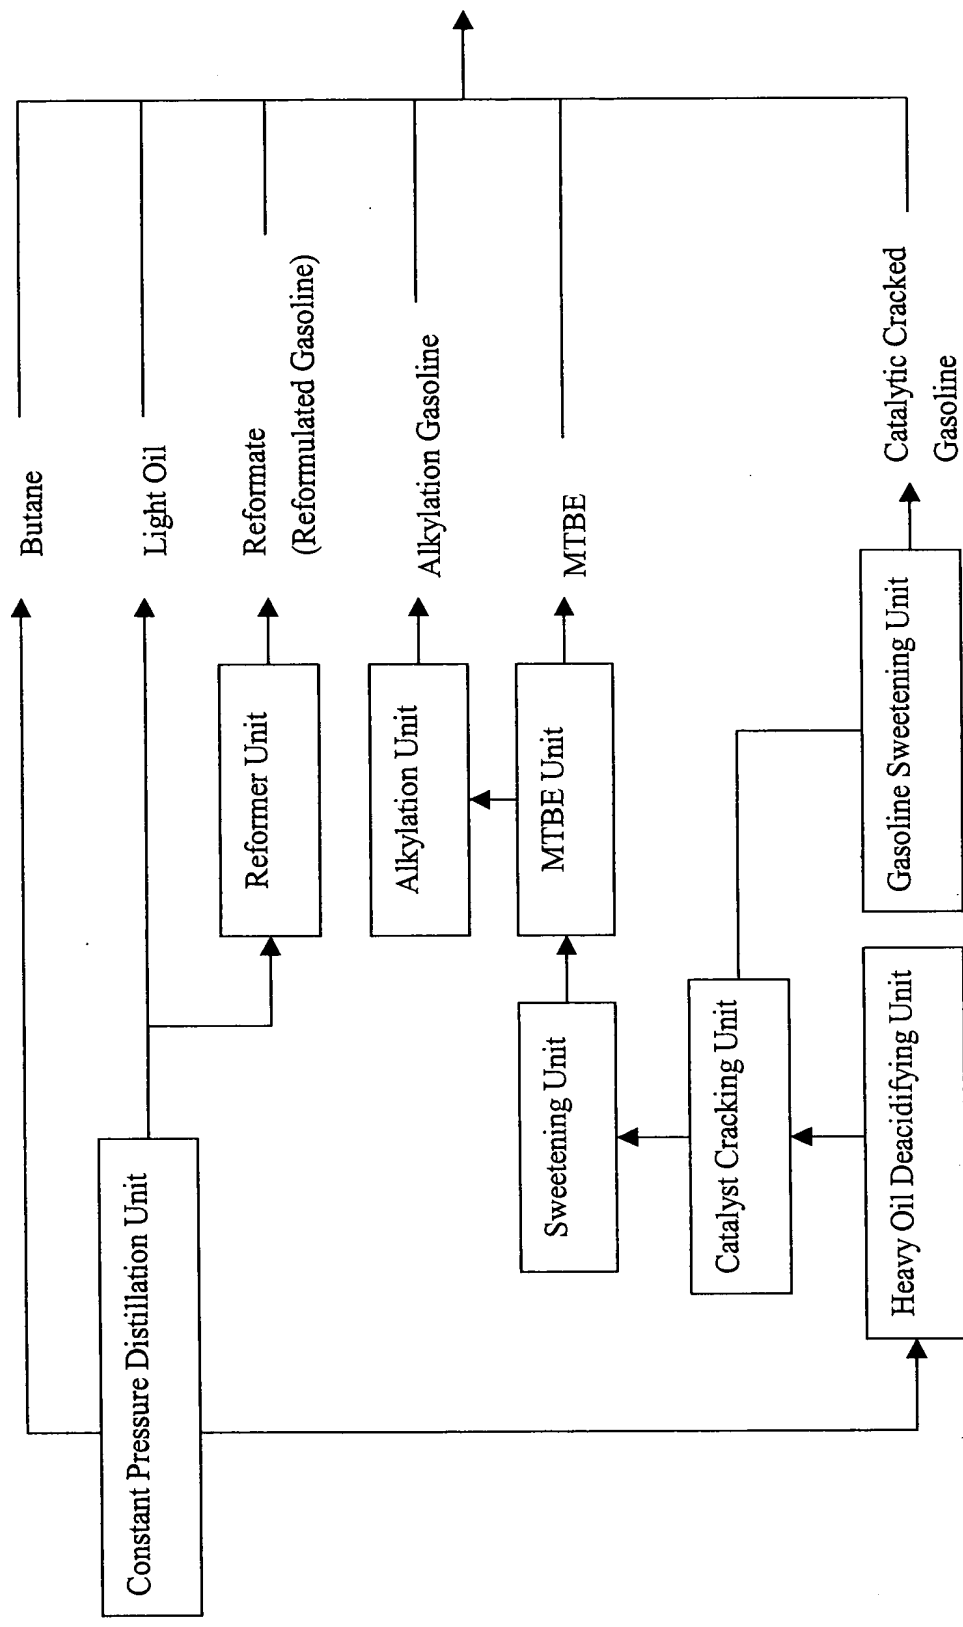 Constant Pressure Distillation Unit
Butane
Light Oil
Reformer Unit
Reformate
(Reformulated Gasoline)
Alkylation Unit
Alkylation Gasoline
Sweetening Unit
MTBE Unit
MTBE
Catalyst Cracking Unit
Heavy Oil Deacidifying Unit
Gasoline Sweetening Unit
Catalytic Cracked
Gasoline